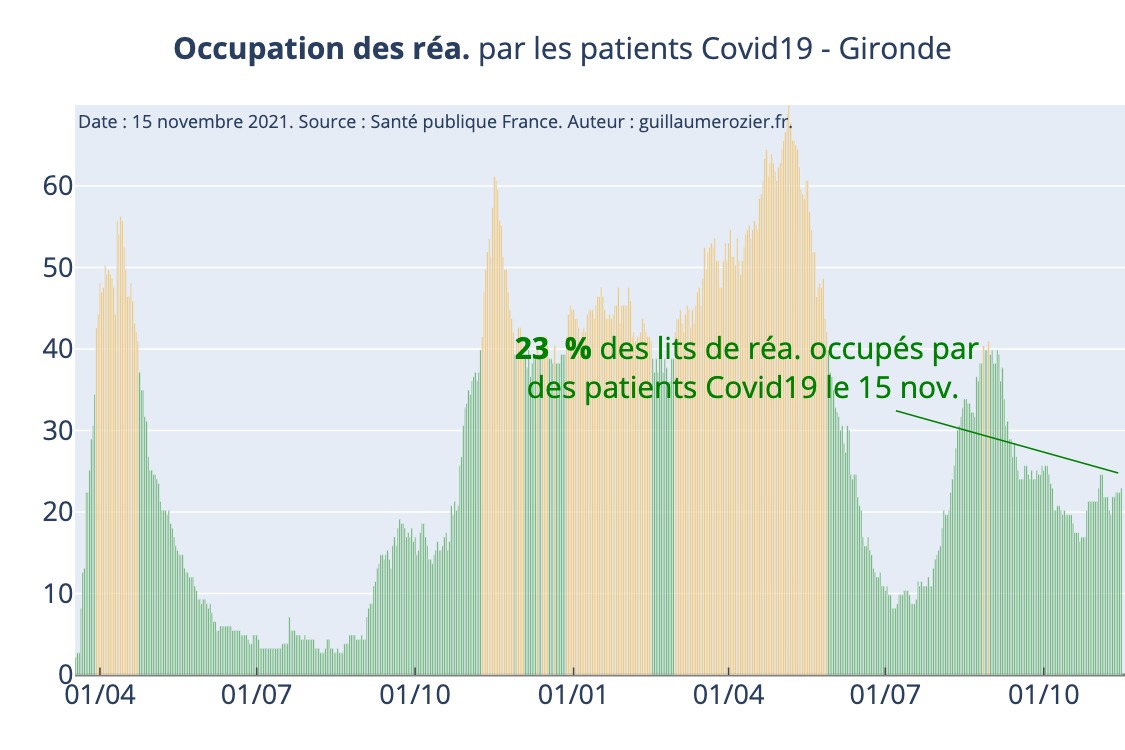 Occupation des réa. par les patients Covid19 - Gironde
Date : 15 novembre 2021. Source : Santé publique France. Auteur : guillaumerozier.fr.
60
50
40
23 % des lits de réa. occupés par
des patients Covid19 le 15 nov.
30
20
10
0
01/04 01/07 01/10 01/01 01/04 01/07 01/10